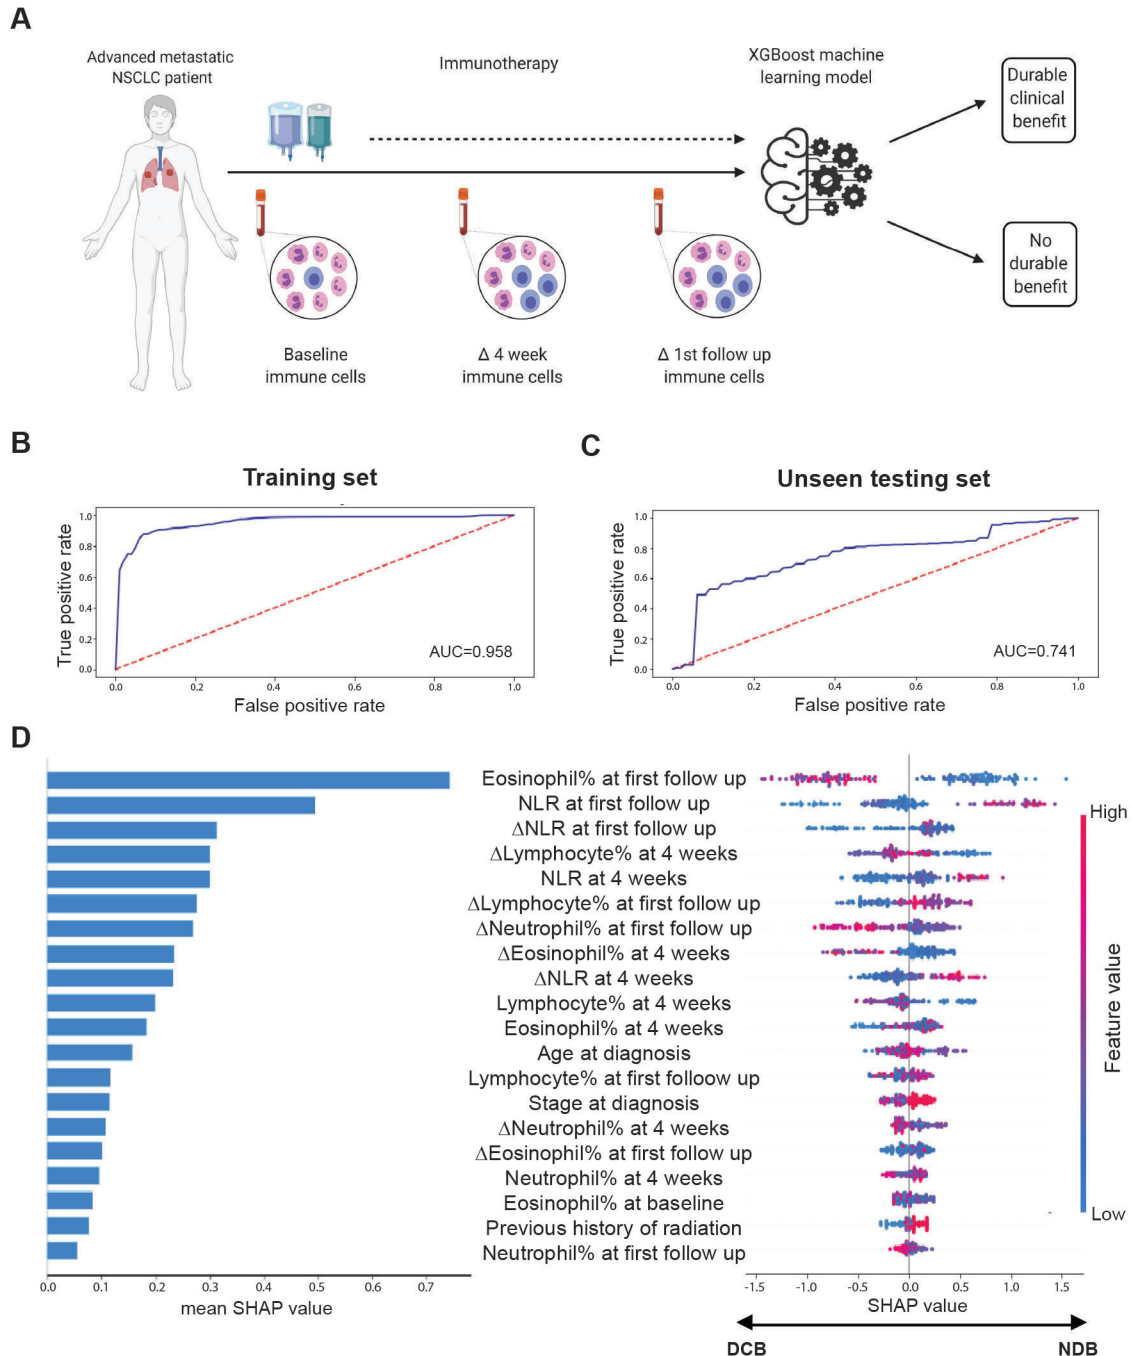 A
Advanced metastatic
NSCLC patient
Immunotherapy
XGBoost machine
learning model
Durable
clinical
benefit
No
durable
benefit
Baseline
immune cells
Δ 4 week
immune cells
Δ 1st follow up
immune cells
B
Training set
True positive rate
1.0
0.8
0.6
0.4
0.2
0.0
AUC=0.958
0.0 0.2 0.4 0.6 0.8 1.0
False positive rate
C
Unseen testing set
True positive rate
1.0
0.8
0.6
0.4
0.2
0.0
AUC=0.741
0.0 0.2 0.4 0.6 0.8 1.0
False positive rate
D
Eosinophil% at first follow up
NLR at first follow up
ΔNLR at first follow up
ΔLymphocyte% at 4 weeks
NLR at 4 weeks
ΔLymphocyte% at first follow up
ΔNeutrophil% at first follow up
ΔEosinophil% at 4 weeks
ΔNLR at 4 weeks
Lymphocyte% at 4 weeks
Eosinophil% at 4 weeks
Age at diagnosis
Lymphocyte% at first folloow up
Stage at diagnosis
ΔNeutrophil% at 4 weeks
ΔEosinophil% at first follow up
Neutrophil% at 4 weeks
Eosinophil% at baseline
Previous history of radiation
Neutrophil% at first follow up
0.0 0.1 0.2 0.3 0.4 0.5 0.6 0.7
mean SHAP value
High
Feature value
Low
-1.5 -1.0 -0.5 0.0 0.5 1.0 1.5
SHAP value
DCB NDB